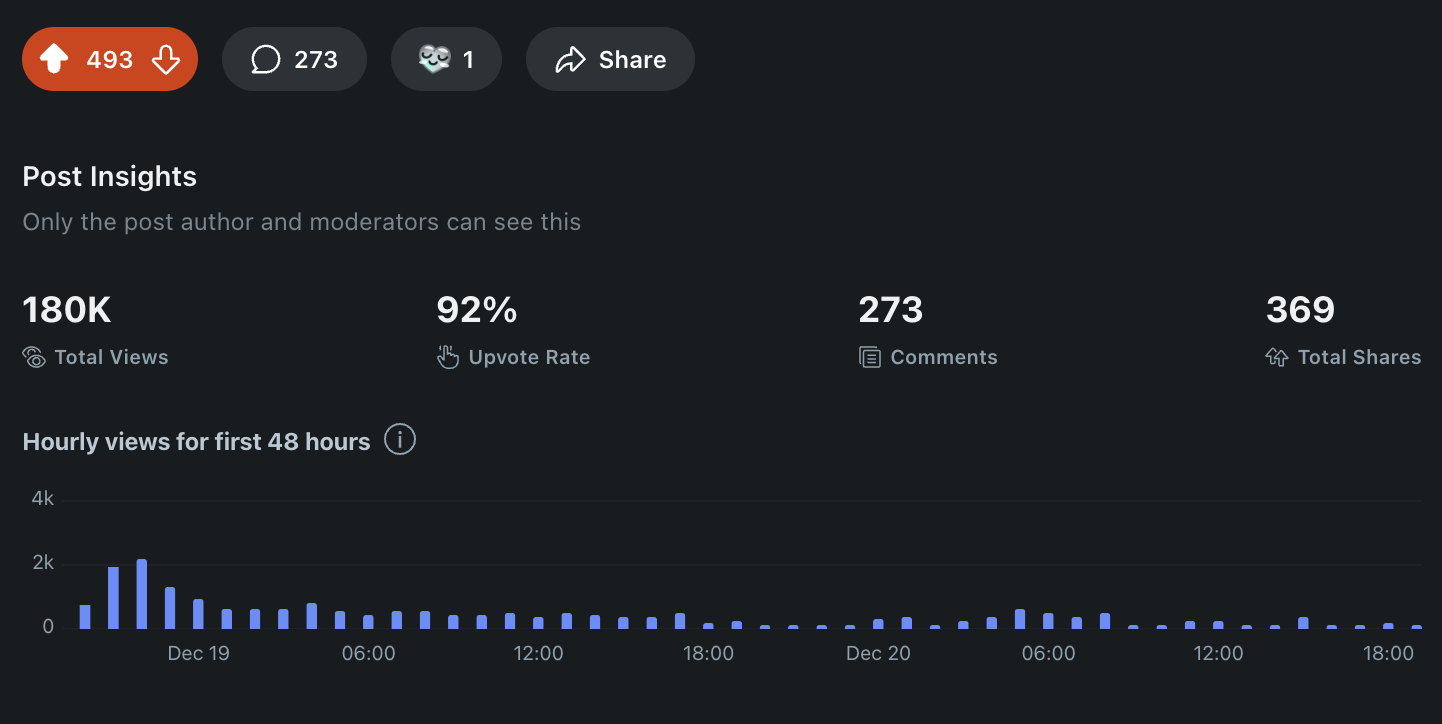 493 273 1 Share
Post Insights
Only the post author and moderators can see this
180K 92% 273 369
Total Views Upvote Rate Comments Total Shares
Hourly views for first 48 hours
4k
2k
0
Dec 19 06:00 12:00 18:00 Dec 20 06:00 12:00 18:00